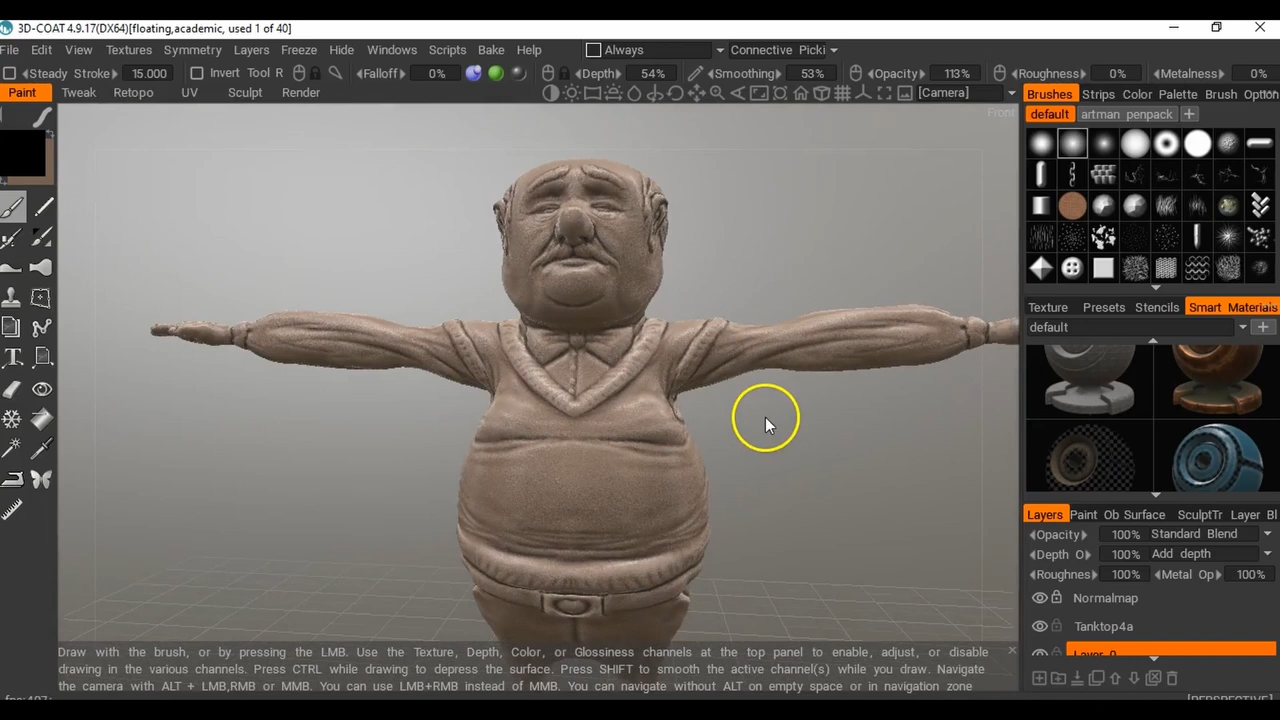 3D-COAT 4.9.17(DX64)[floating,academic, used 1 of 40]
File Edit View Textures Symmetry Layers Freeze Hide Windows Scripts Bake Help Always Connective Picki
Steady Stroke 15.000 Invert Tool R Falloff 0% Depth 54% Smoothing 53% Opacity 113% Roughness 0% Metalness 0%
Paint Tweak Retopo UV Sculpt Render [Camera] Brushes Strips Color Palette Brush Option
Front
default artman penpack
Texture Presets Stencils Smart Materials
default
Layers Paint Ob Surface SculptTr Layer Bl
Opacity 100% Standard Blend
Depth O 100% Add depth
Roughness 100% Metal Op 100%
Normalmap
Tanktop4a
Layer 0
Draw with the brush, or by pressing the LMB. Use the Texture, Depth, Color, or Glossiness channels at the top panel to enable, adjust, or disable
drawing in the various channels. Press CTRL while drawing to depress the surface. Press SHIFT to smooth the active channel(s) while you draw. Navigate
the camera with ALT + LMB,RMB or MMB. You can use LMB+RMB instead of MMB. You can navigate without ALT on empty space or in navigation zone
[PERSPECTIVE]